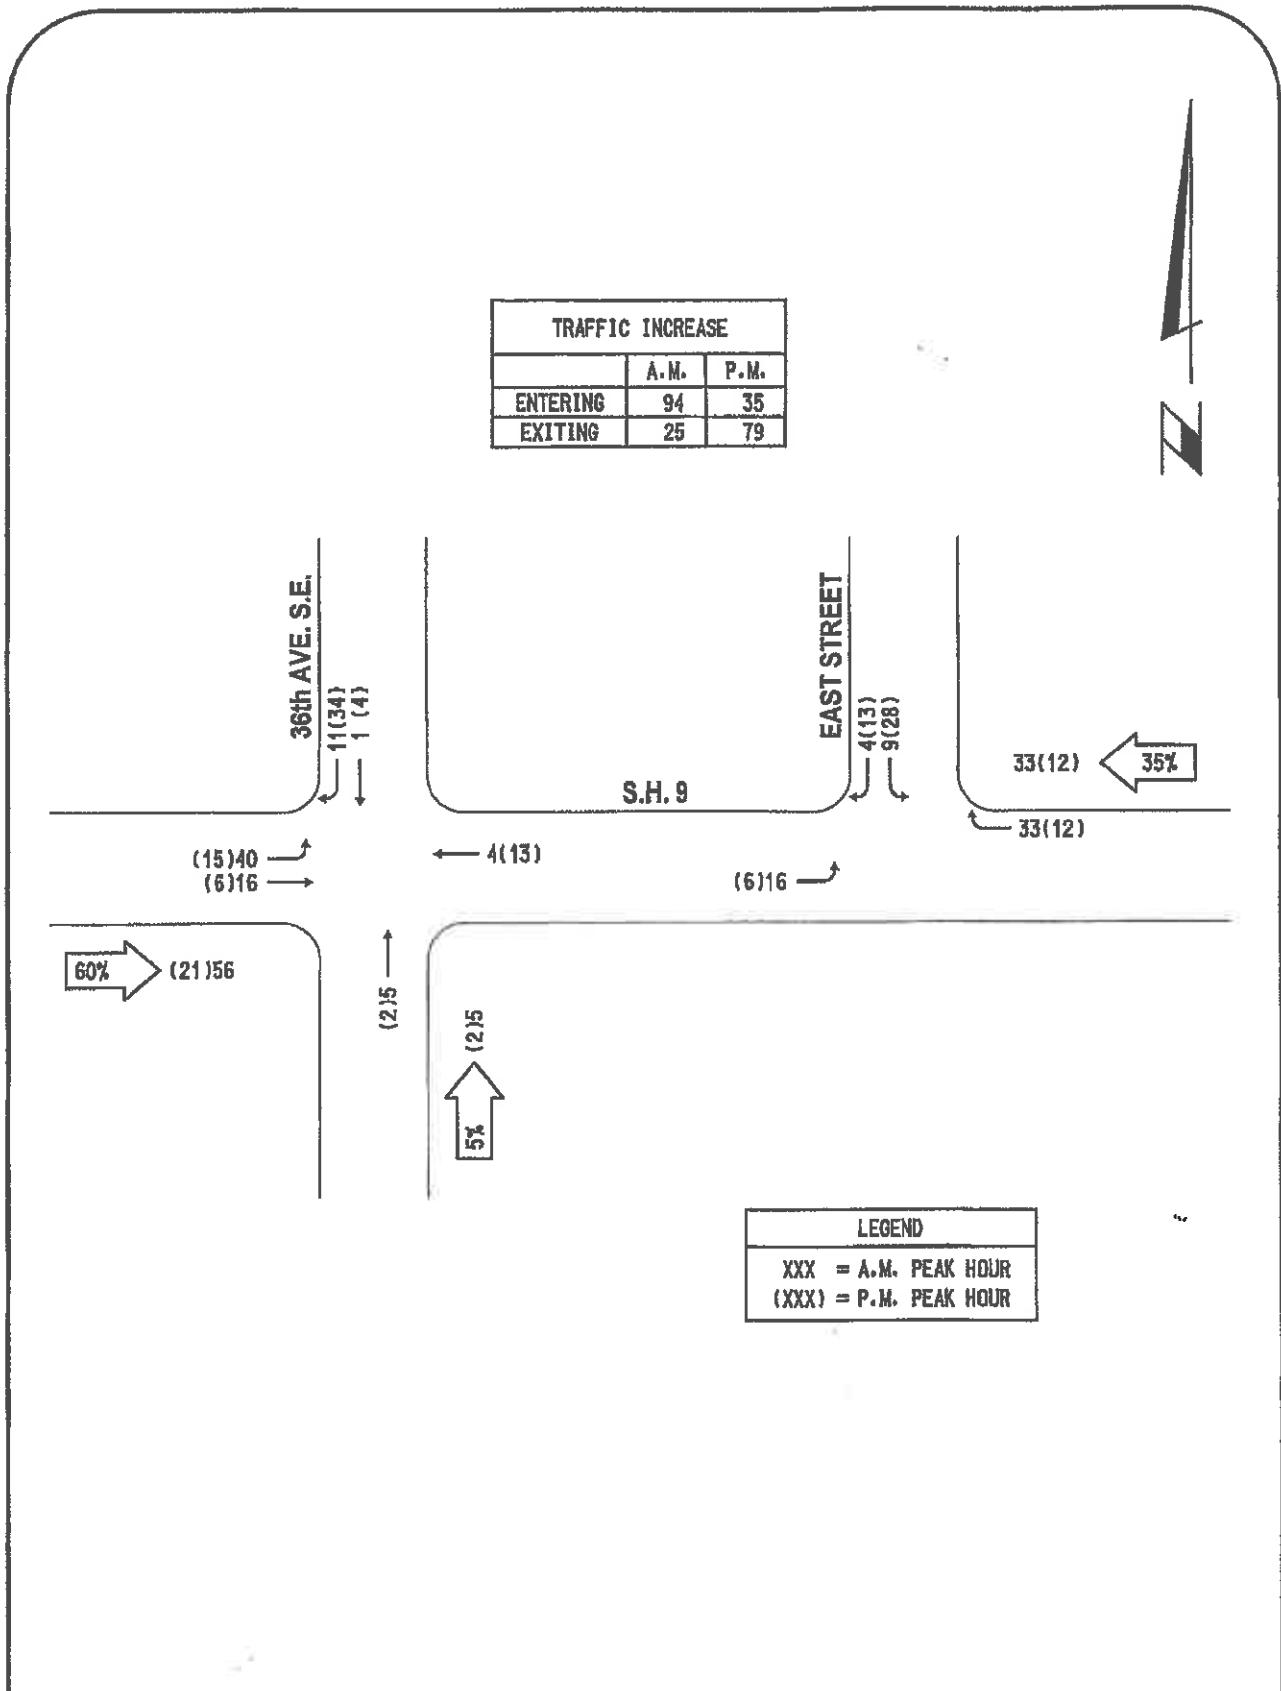 TRAFFIC INCREASE
A.M. P.M.
ENTERING 94 35
EXITING 25 79
N
36th AVE. S.E.
11(34)
1 (4)
EAST STREET
4(13)
9(28)
33(12)
35%
S.H. 9
33(12)
(15)40
(6)16
4(13)
(6)16
60%
(21)56
(2)5
(2)5
5%
LEGEND
XXX = A.M. PEAK HOUR
(XXX) = P.M. PEAK HOUR